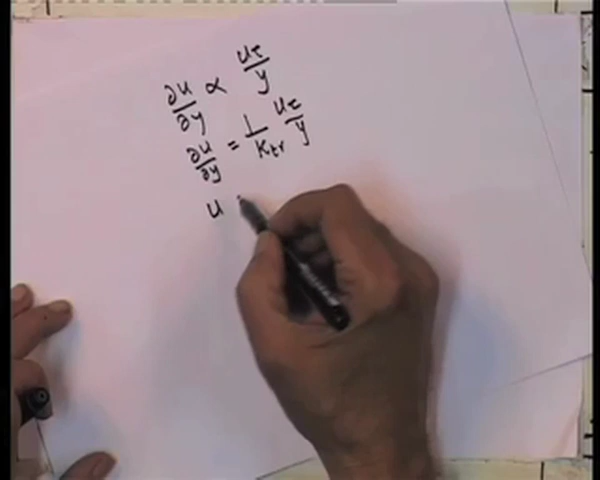 ∂u/∂y ∝ uτ/y
∂u/∂y = 1/Ktr uτ/y
u